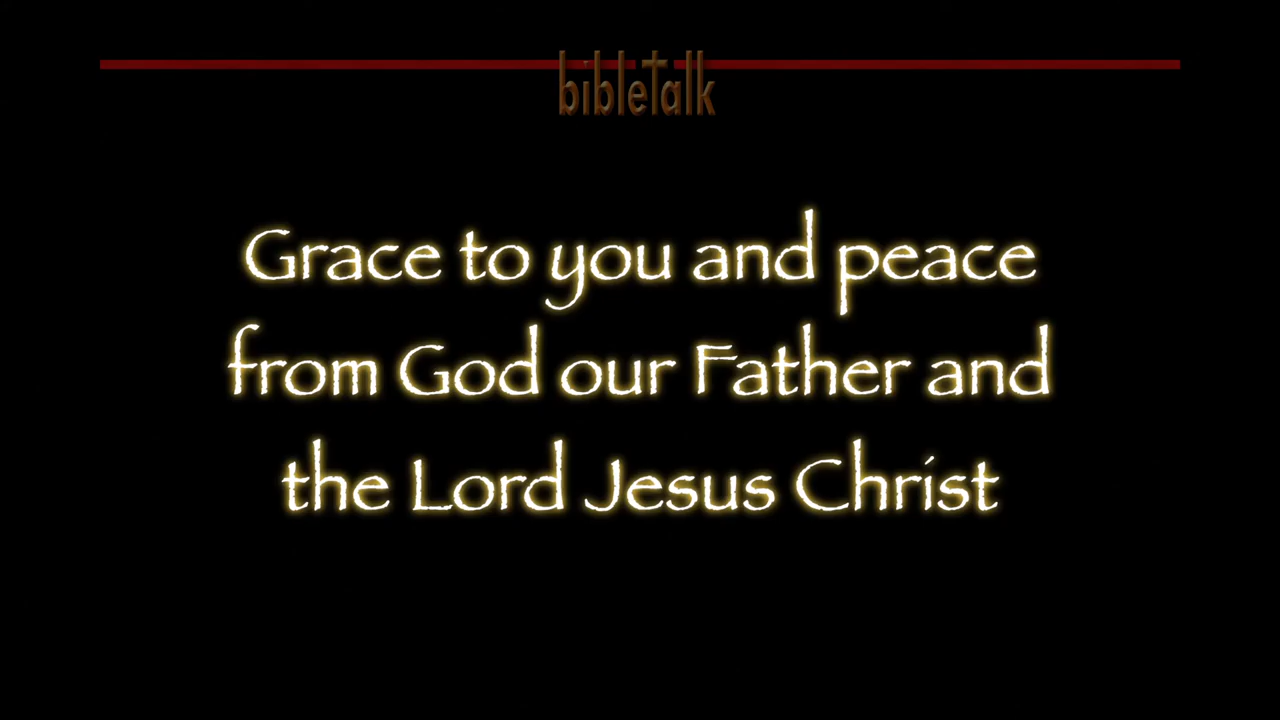 bibleTalk
Grace to you and peace
from God our Father and
the Lord Jesus Christ